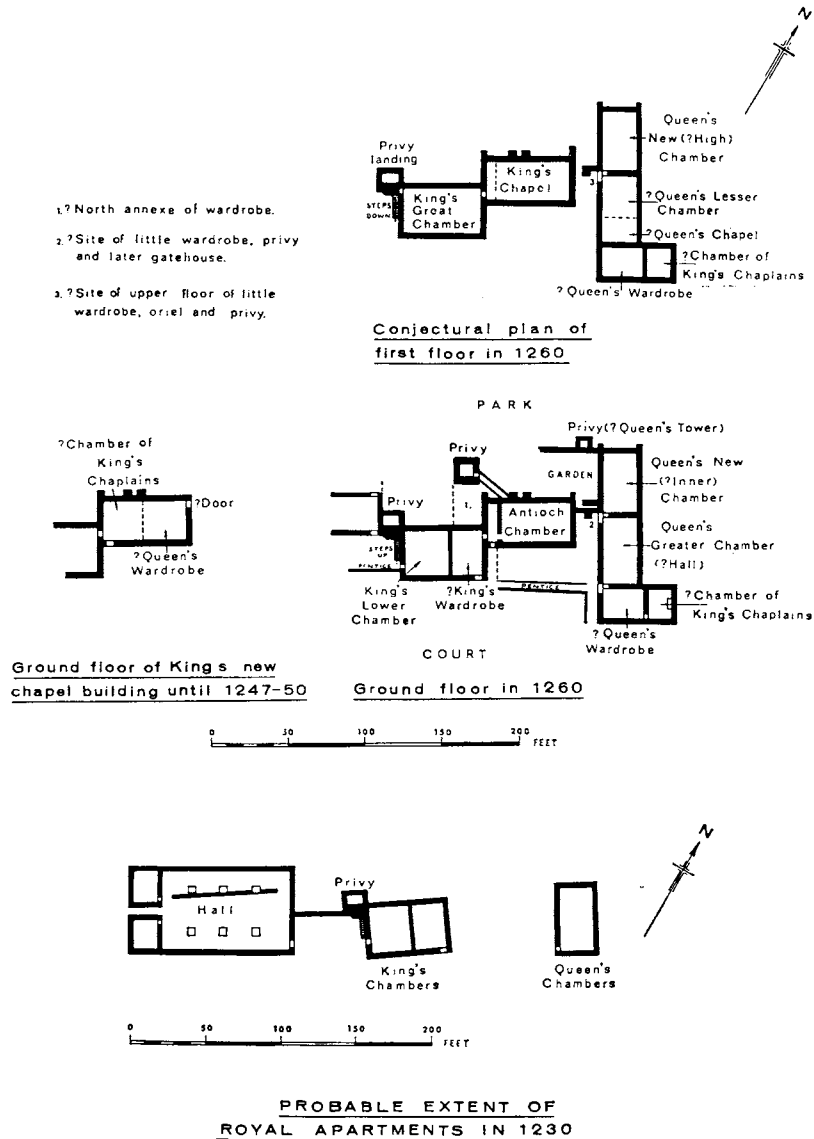 N
Queen's
New (?High)
Chamber
Privy
landing
King's
Chapel
STEPS
DOWN
King's
Great
Chamber
3
?Queen's Lesser
Chamber
?Queen's Chapel
?Chamber of
King's Chaplains
?Queen's Wardrobe
1. ?North annexe of wardrobe.
2. ?Site of little wardrobe, privy
and later gatehouse.
3. ?Site of upper floor of little
wardrobe, oriel and privy.
Conjectural plan of
first floor in 1260
PARK
Privy (?Queen's Tower)
Privy
GARDEN
Queen's New
(?Inner)
Chamber
Privy
1.
Antioch
Chamber
2
Queen's
Greater Chamber
(?Hall)
STEPS
UP
PENTICE
PENTICE
King's
Lower
Chamber
?King's
Wardrobe
?Chamber of
King's Chaplains
?Queen's
Wardrobe
COURT
Ground floor in 1260
?Chamber of
King's
Chaplains
?Door
?Queen's
Wardrobe
Ground floor of King's new
chapel building until 1247-50
0 50 100 150 200 FEET
N
Hall
Privy
King's
Chambers
Queen's
Chambers
0 50 100 150 200 FEET
PROBABLE EXTENT OF
ROYAL APARTMENTS IN 1230